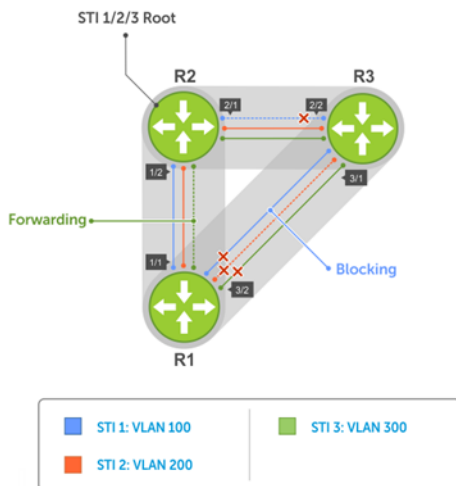 STI 1/2/3 Root
R2
R3
2/1
2/2
1/2
3/1
Forwarding
1/1
Blocking
3/2
R1
STI 1: VLAN 100
STI 3: VLAN 300
STI 2: VLAN 200